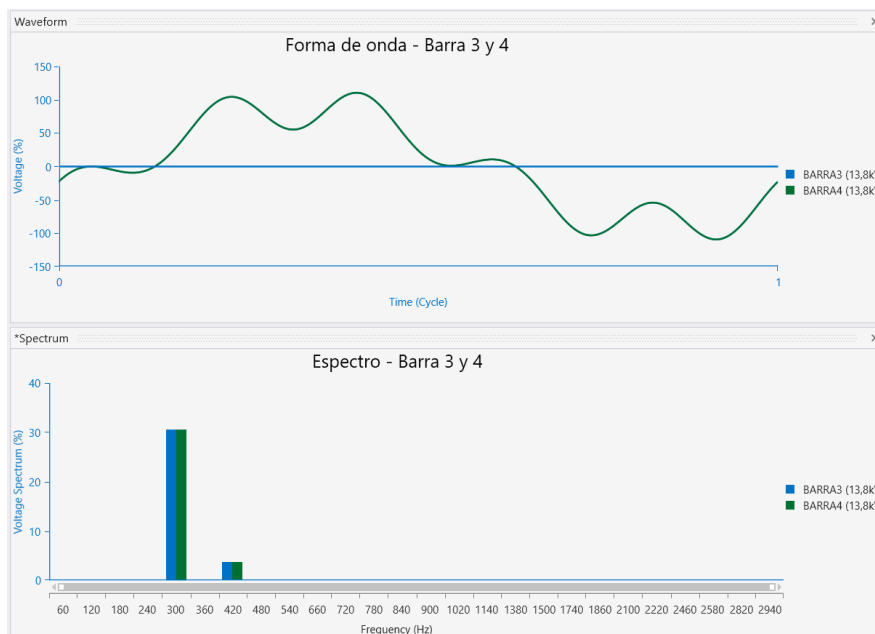 Waveform
Forma de onda - Barra 3 y 4
150
100
50
0
-50
-100
-150
Voltage (%)
0 1
Time (Cycle)
BARRA3 (13,8k
BARRA4 (13,8k
*Spectrum
Espectro - Barra 3 y 4
40
30
20
10
0
Voltage Spectrum (%)
60 120 180 240 300 360 420 480 540 660 720 780 840 900 1020 1140 1380 1500 1740 1860 2100 2220 2460 2580 2820 2940
Frequency (Hz)
BARRA3 (13,8k
BARRA4 (13,8k